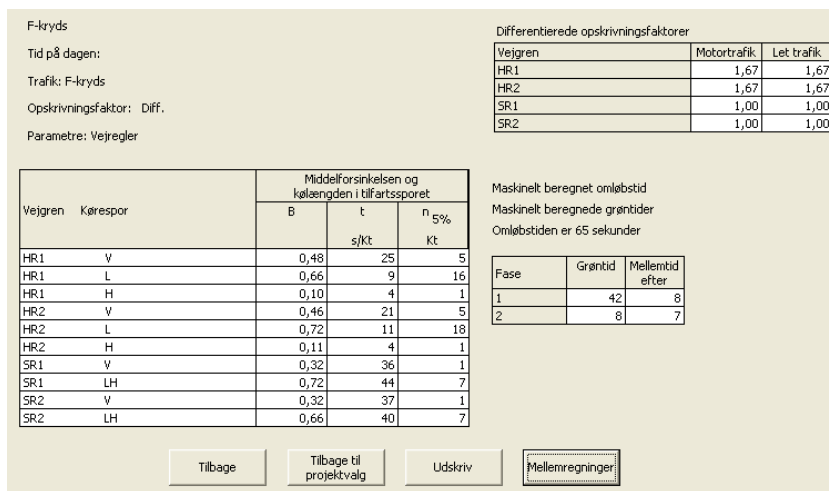 F-kryds
Tid på dagen:
Trafik: F-kryds
Opskrivningsfaktor: Diff.
Parametre: Vejregler
Differentierede opskrivningsfaktorer
Vejgren Motortrafik Let trafik
HR1 1,67 1,67
HR2 1,67 1,67
SR1 1,00 1,00
SR2 1,00 1,00
Middelforsinkelsen og
kølængden i tilfartssporet
Vejgren Kørespor B t n 5%
s/Kt Kt
HR1 V 0,48 25 5
HR1 L 0,66 9 16
HR1 H 0,10 4 1
HR2 V 0,46 21 5
HR2 L 0,72 11 18
HR2 H 0,11 4 1
SR1 V 0,32 36 1
SR1 LH 0,72 44 7
SR2 V 0,32 37 1
SR2 LH 0,66 40 7
Maskinelt beregnet omløbstid
Maskinelt beregnede grøntider
Omløbstiden er 65 sekunder
Fase Grøntid Mellemtid
efter
1 42 8
2 8 7
Tilbage
Tilbage til
projektvalg
Udskriv
Mellemregninger